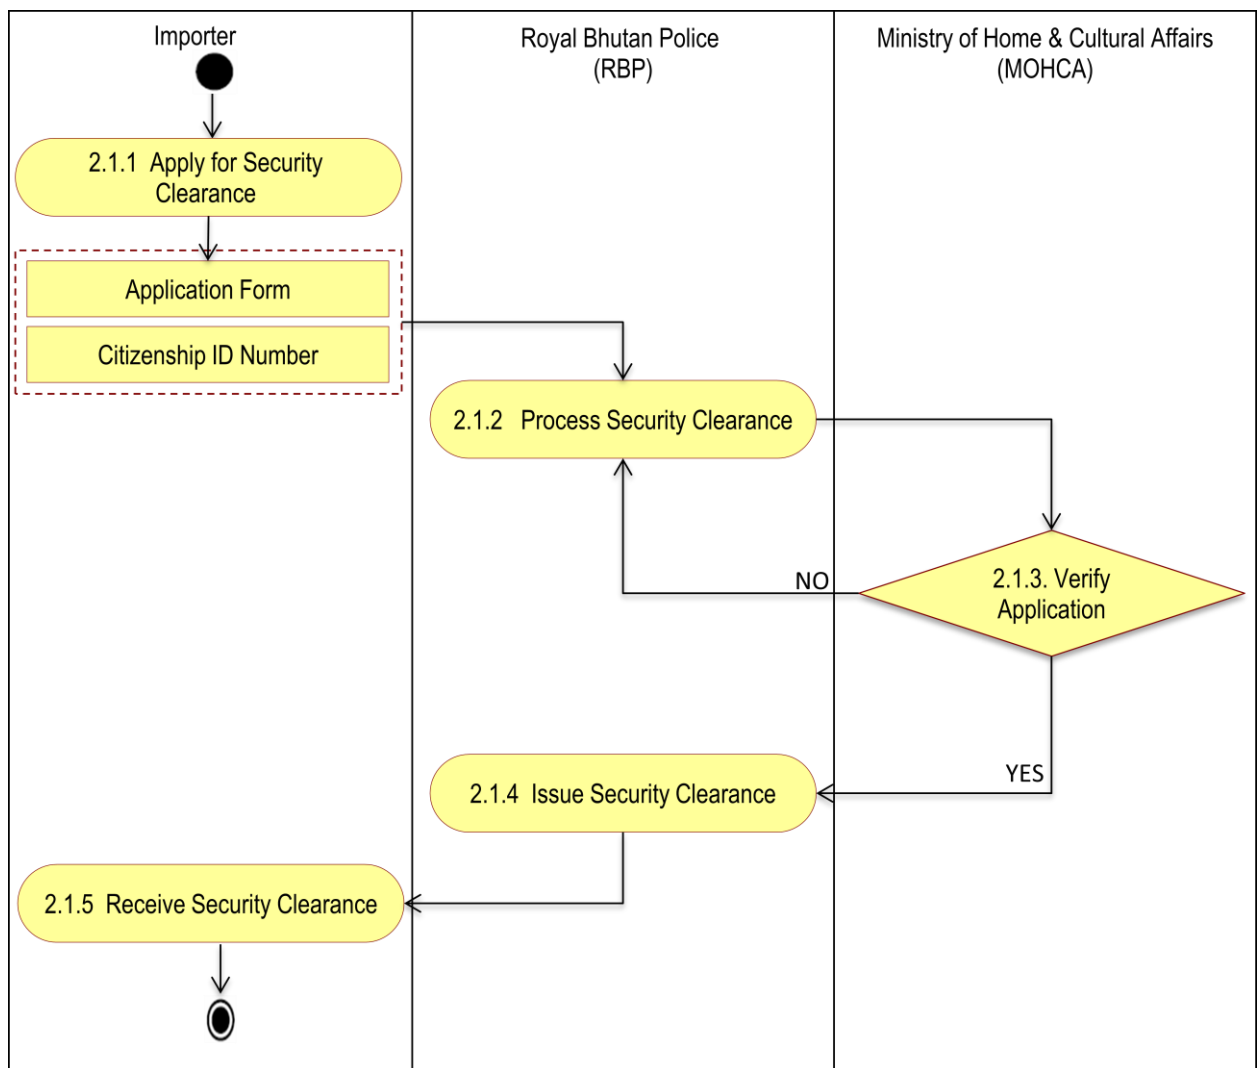 Importer
Royal Bhutan Police
(RBP)
Ministry of Home & Cultural Affairs
(MOHCA)
2.1.1 Apply for Security
Clearance
Application Form
Citizenship ID Number
2.1.2 Process Security Clearance
2.1.3. Verify
Application
NO
YES
2.1.4 Issue Security Clearance
2.1.5 Receive Security Clearance